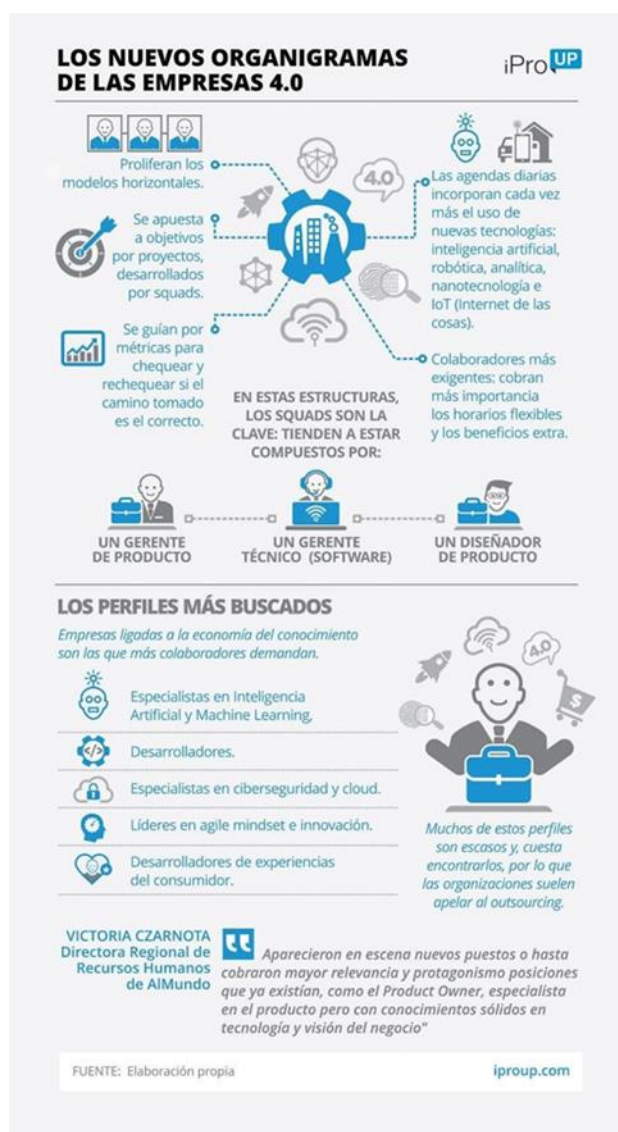 LOS NUEVOS ORGANIGRAMAS
DE LAS EMPRESAS 4.0
iPro UP
Proliferan los
modelos horizontales.
Se apuesta
a objetivos
por proyectos,
desarrollados
por squads.
Se guían por
métricas para
chequear y
rechequear si el
camino tomado
es el correcto.
4.0
Las agendas diarias
incorporan cada vez
más el uso de
nuevas tecnologías:
inteligencia artificial,
robótica, analítica,
nanotecnología e
IoT (Internet de las
cosas).
Colaboradores más
exigentes: cobran
más importancia
los horarios flexibles
y los beneficios extra.
EN ESTAS ESTRUCTURAS,
LOS SQUADS SON LA
CLAVE: TIENDEN A ESTAR
COMPUESTOS POR:
UN GERENTE
DE PRODUCTO
UN GERENTE
TÉCNICO (SOFTWARE)
UN DISEÑADOR
DE PRODUCTO
LOS PERFILES MÁS BUSCADOS
Empresas ligadas a la economía del conocimiento
son las que más colaboradores demandan.
Especialistas en Inteligencia
Artificial y Machine Learning,
</>
Desarrolladores.
Especialistas en ciberseguridad y cloud.
Líderes en agile mindset e innovación.
Desarrolladores de experiencias
del consumidor.
4.0
$
Muchos de estos perfiles
son escasos y, cuesta
encontrarlos, por lo que
las organizaciones suelen
apelar al outsourcing.
VICTORIA CZARNOTA
Directora Regional de
Recursos Humanos
de AlMundo
Aparecieron en escena nuevos puestos o hasta
cobraron mayor relevancia y protagonismo posiciones
que ya existían, como el Product Owner, especialista
en el producto pero con conocimientos sólidos en
tecnología y visión del negocio"
FUENTE: Elaboración propia
iproup.com